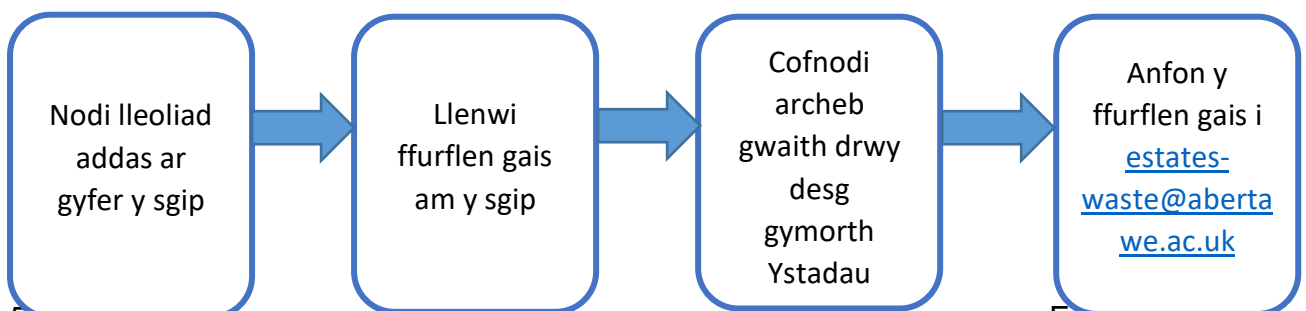 Nodi lleoliad
addas ar
gyfer y sgip
Llenwi
ffurflen gais
am y sgip
Cofnodi
archeb
gwaith drwy
desg
gymorth
Ystadau
Anfon y
ffurflen gais i
estates-
waste@aberta
we.ac.uk